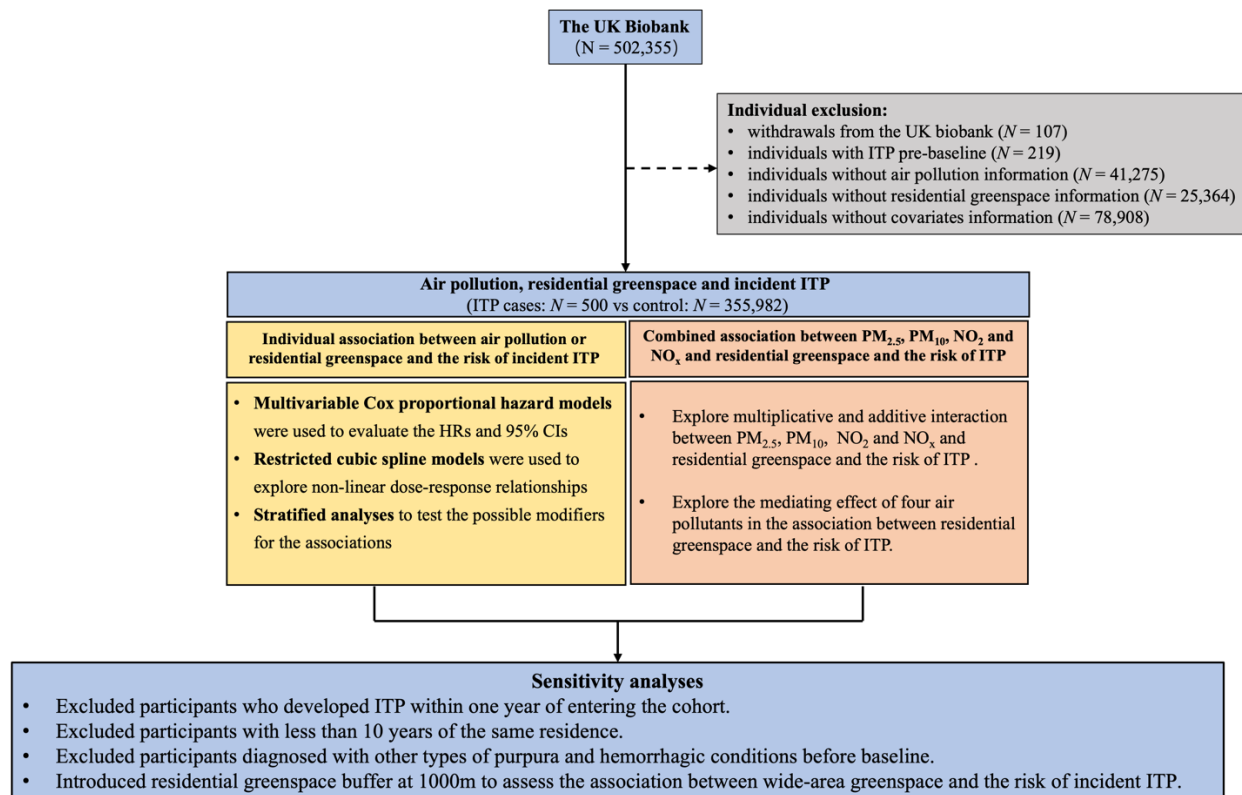 The UK Biobank
(N = 502,355)
Individual exclusion:
• withdrawals from the UK biobank (N = 107)
• individuals with ITP pre-baseline (N = 219)
• individuals without air pollution information (N = 41,275)
• individuals without residential greenspace information (N = 25,364)
• individuals without covariates information (N = 78,908)
Air pollution, residential greenspace and incident ITP
(ITP cases: N = 500 vs control: N = 355,982)
Individual association between air pollution or
residential greenspace and the risk of incident ITP
• Multivariable Cox proportional hazard models
were used to evaluate the HRs and 95% CIs
• Restricted cubic spline models were used to
explore non-linear dose-response relationships
• Stratified analyses to test the possible modifiers
for the associations
Combined association between PM2.5, PM10, NO2 and
NOx and residential greenspace and the risk of ITP
• Explore multiplicative and additive interaction
between PM2.5, PM10, NO2 and NOx and
residential greenspace and the risk of ITP .
• Explore the mediating effect of four air
pollutants in the association between residential
greenspace and the risk of ITP.
Sensitivity analyses
• Excluded participants who developed ITP within one year of entering the cohort.
• Excluded participants with less than 10 years of the same residence.
• Excluded participants diagnosed with other types of purpura and hemorrhagic conditions before baseline.
• Introduced residential greenspace buffer at 1000m to assess the association between wide-area greenspace and the risk of incident ITP.